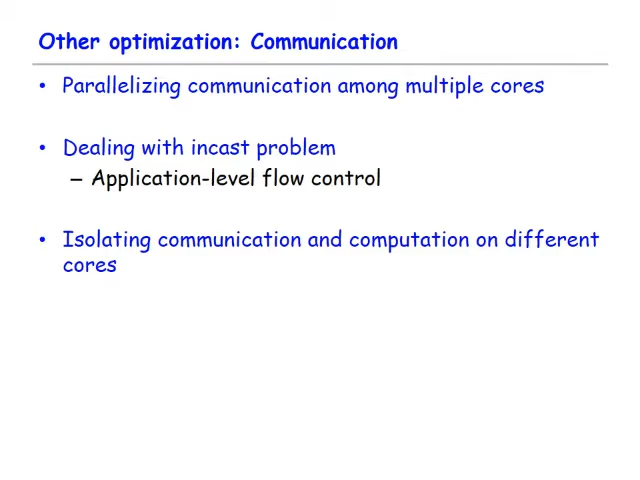 Other optimization: Communication
• Parallelizing communication among multiple cores
• Dealing with incast problem
– Application-level flow control
• Isolating communication and computation on different
cores